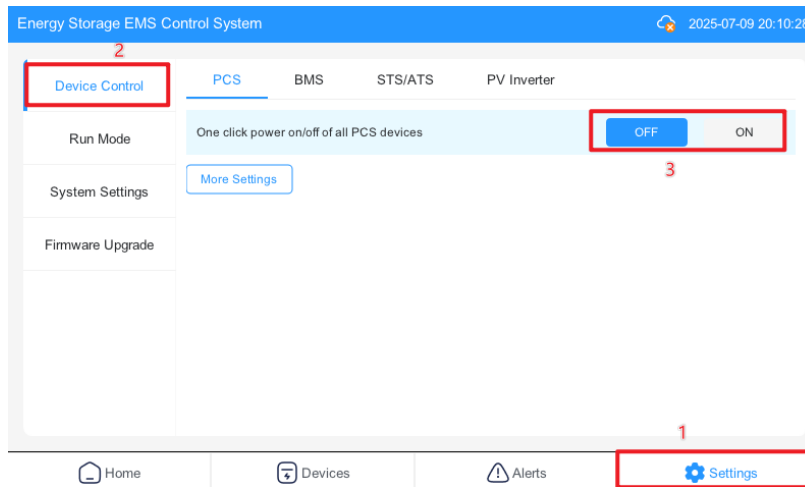 Energy Storage EMS Control System 2025-07-09 20:10:28
2
Device Control PCS BMS STS/ATS PV Inverter
Run Mode One click power on/off of all PCS devices OFF ON
3
System Settings More Settings
Firmware Upgrade
1
Home Devices Alerts Settings